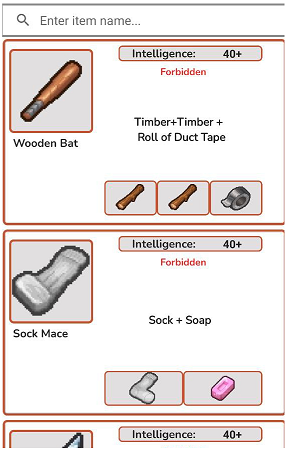 Enter item name...
Intelligence: 40+
Forbidden
Timber+Timber +
Roll of Duct Tape
Wooden Bat
Intelligence: 40+
Forbidden
Sock + Soap
Sock Mace
Intelligence: 40+